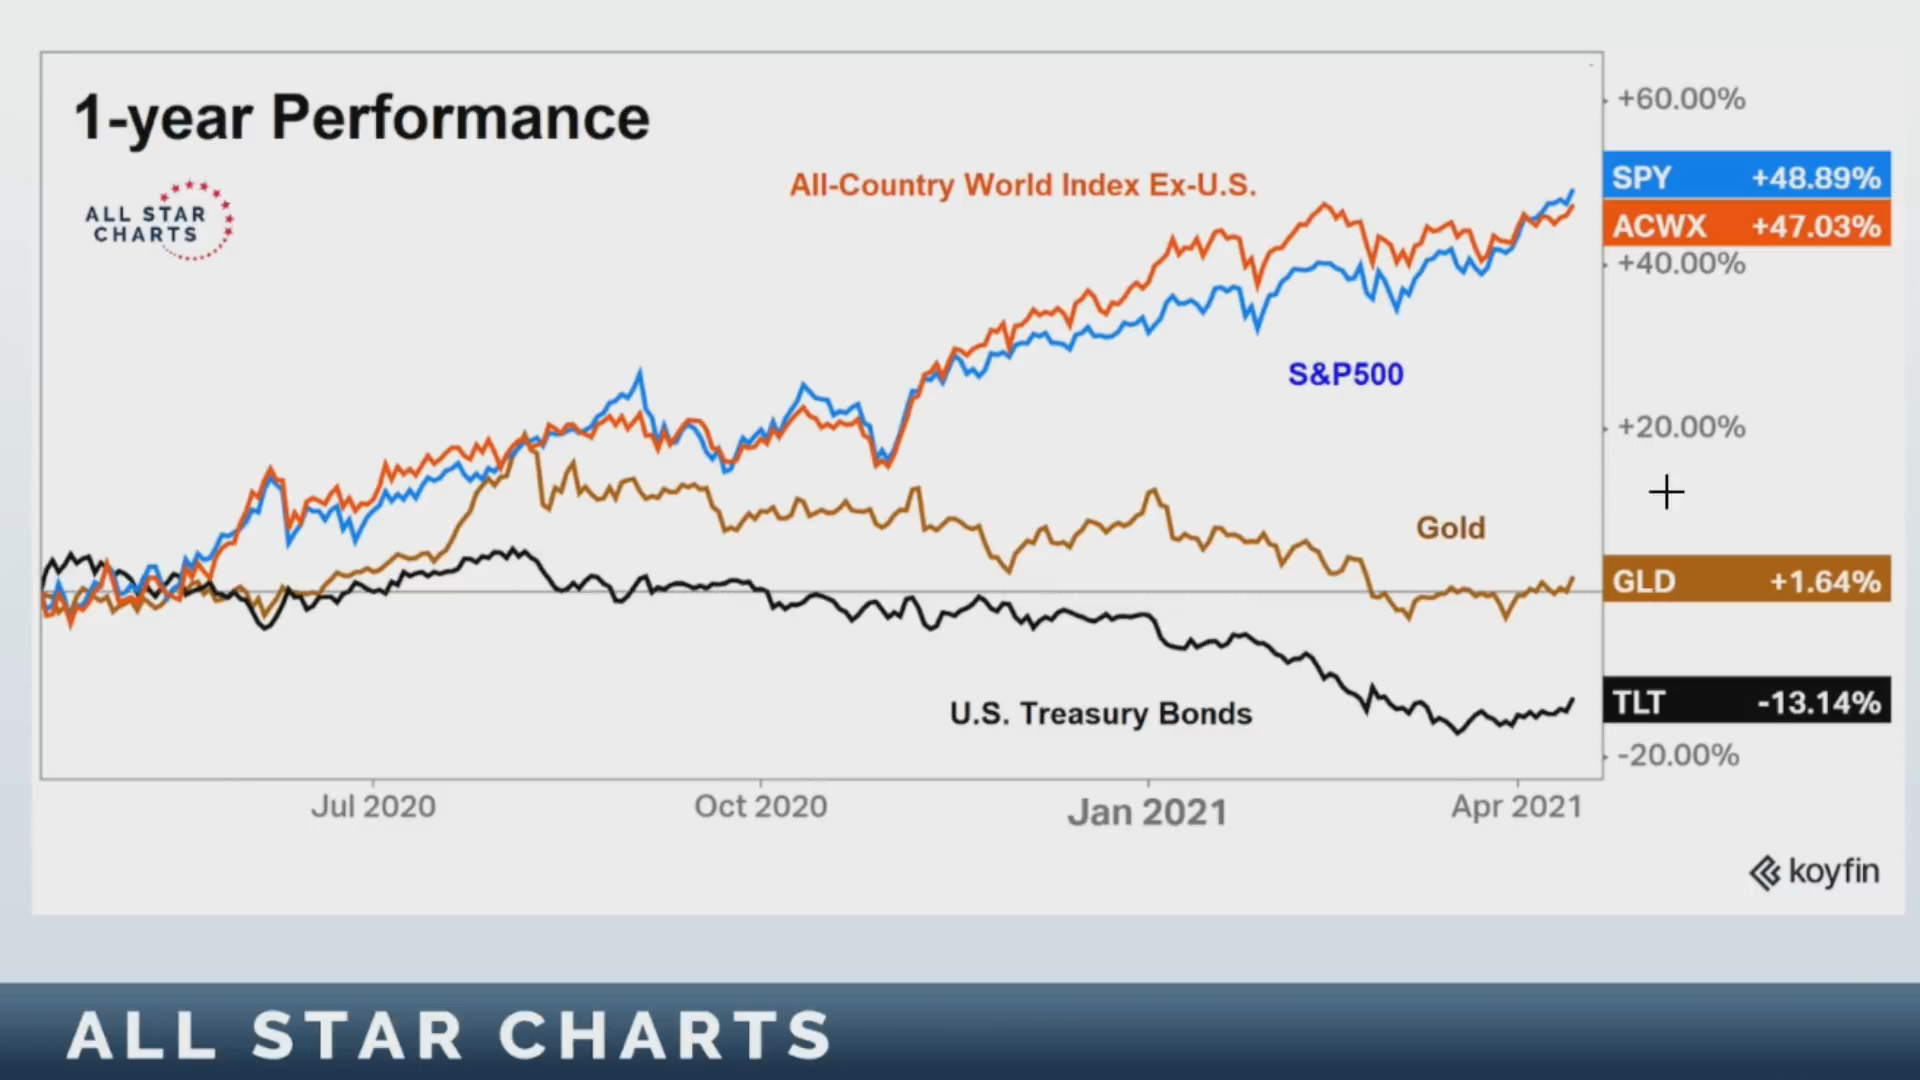 1-year Performance
ALL STAR
CHARTS
All-Country World Index Ex-U.S.
S&P500
Gold
U.S. Treasury Bonds
+60.00%
SPY +48.89%
ACWX +47.03%
+40.00%
+20.00%
GLD +1.64%
TLT -13.14%
-20.00%
Jul 2020 Oct 2020 Jan 2021 Apr 2021
koyfin
ALL STAR CHARTS